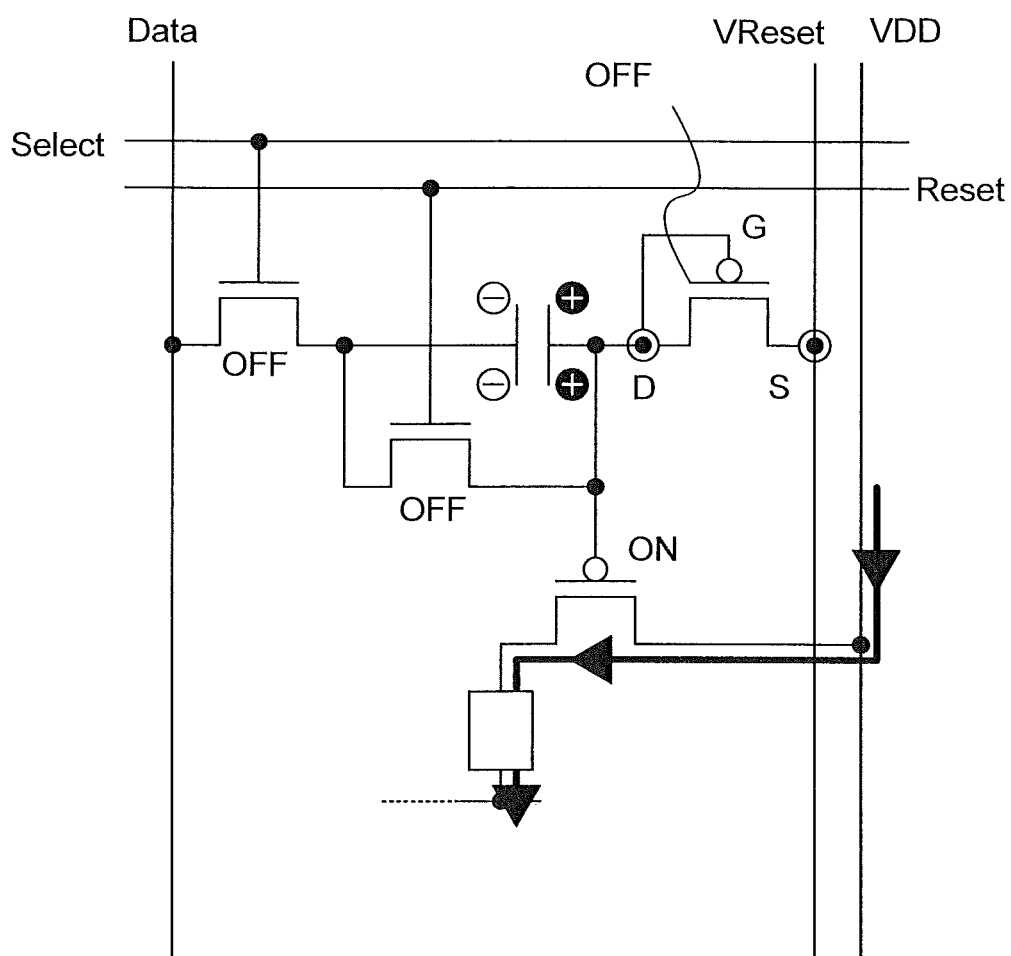 Data
VReset
VDD
OFF
Select
Reset
G
OFF
D
S
OFF
ON